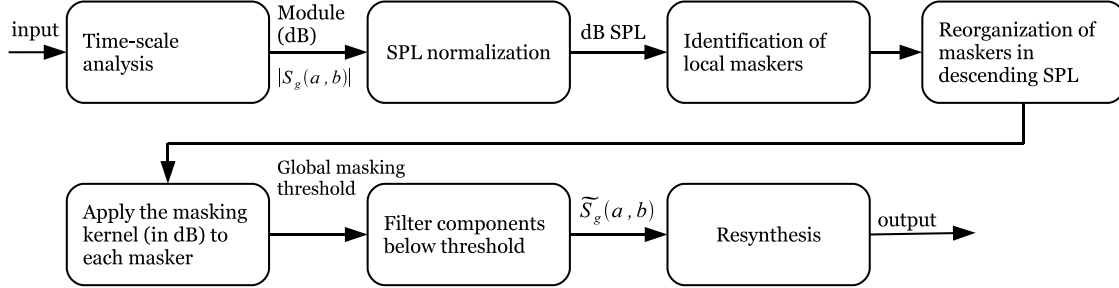 input
Time-scale
analysis
Module
(dB)
|S_g(a, b)|
SPL normalization
dB SPL
Identification of
local maskers
Reorganization of
maskers in
descending SPL
Apply the masking
kernel (in dB) to
each masker
Global masking
threshold
Filter components
below threshold
S̃_g(a, b)
Resynthesis
output